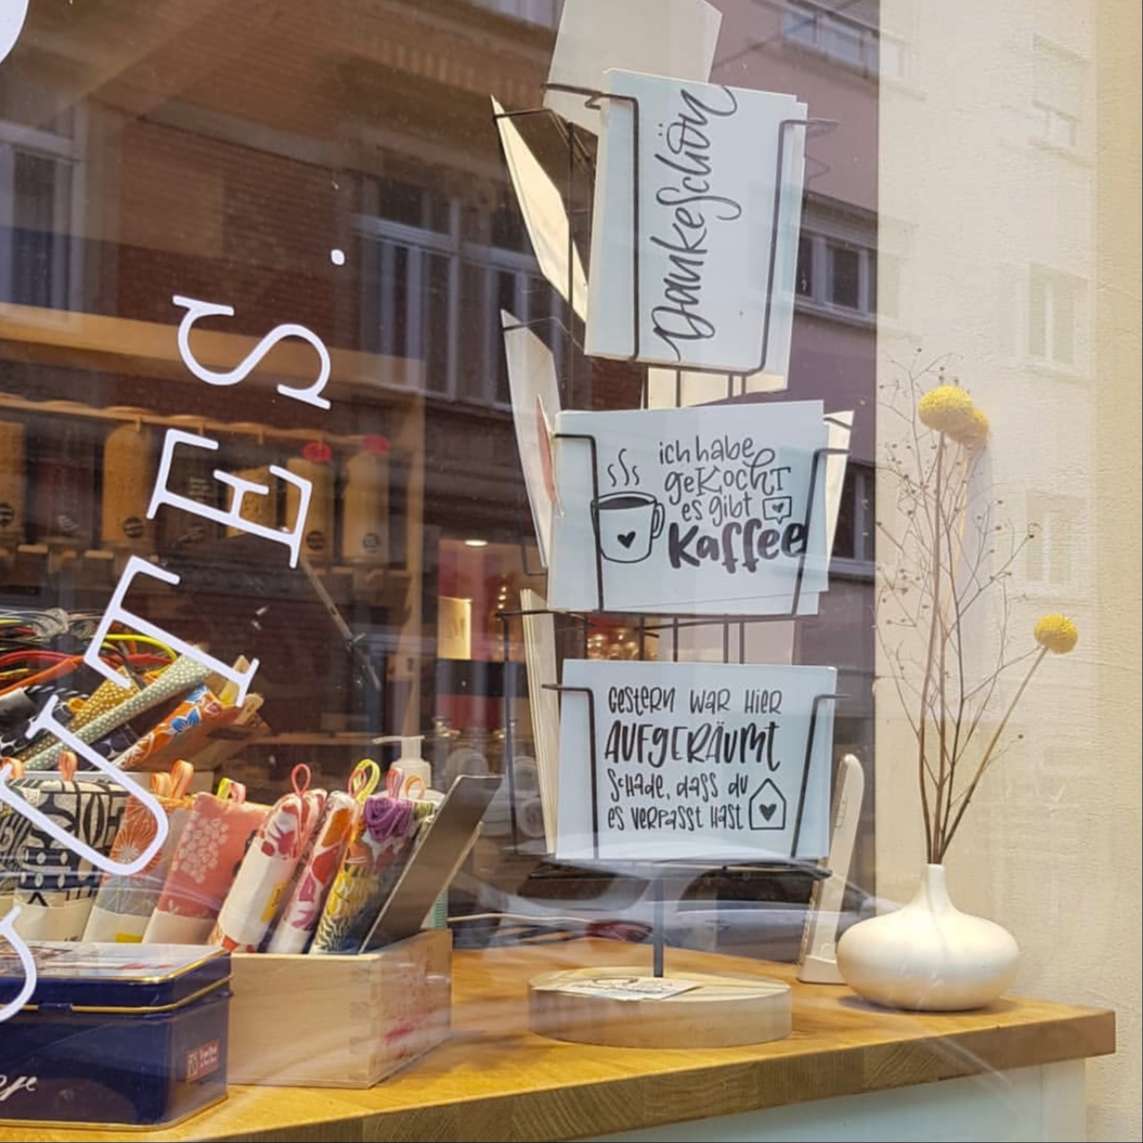 Dankeschön
ich habe
geKochT
es gibt
Kaffee
GESTERN WAR HIER
AUFGERÄUMT
SCHADE, dASS dU
ES VERPASST HAST
GUTES.